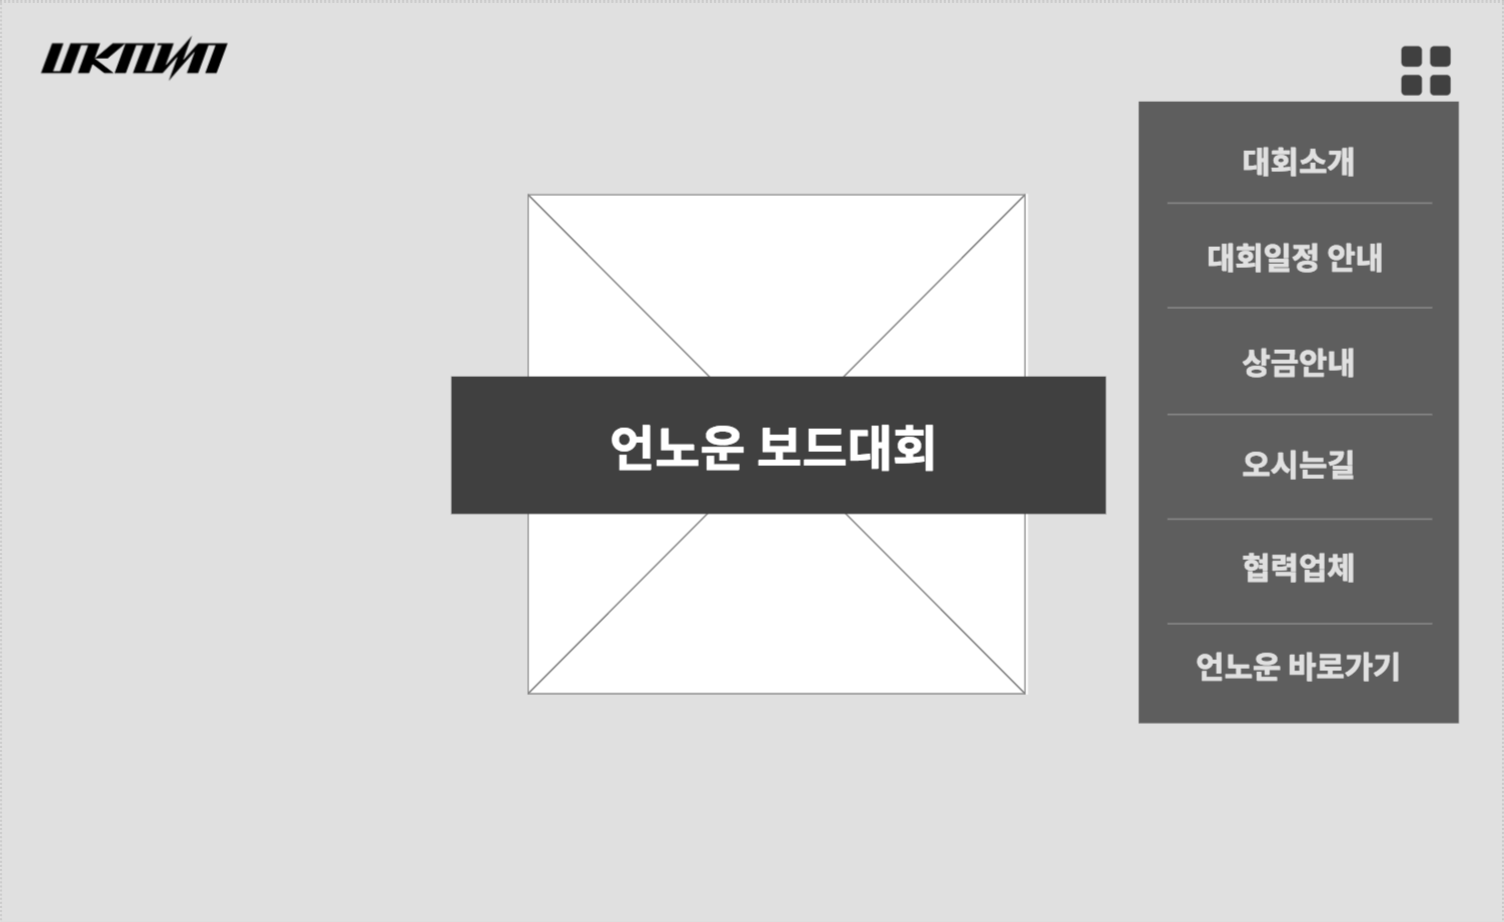 UKNOWN
대회소개
대회일정 안내
상금안내
언노운 보드대회
오시는길
협력업체
언노운 바로가기